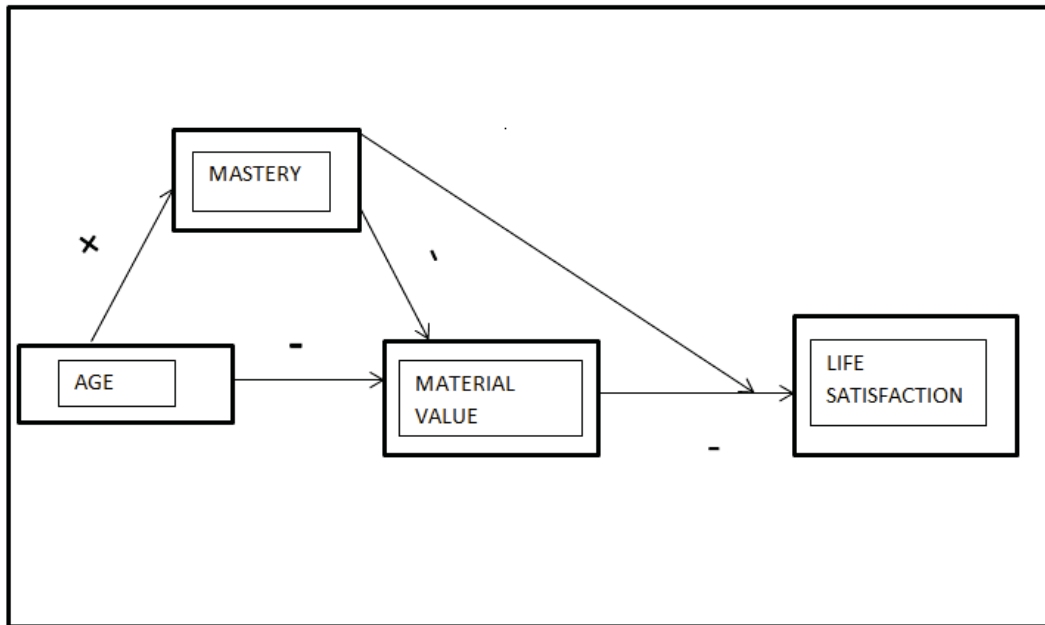 MASTERY
+
-
-
AGE
MATERIAL
VALUE
LIFE
SATISFACTION
-